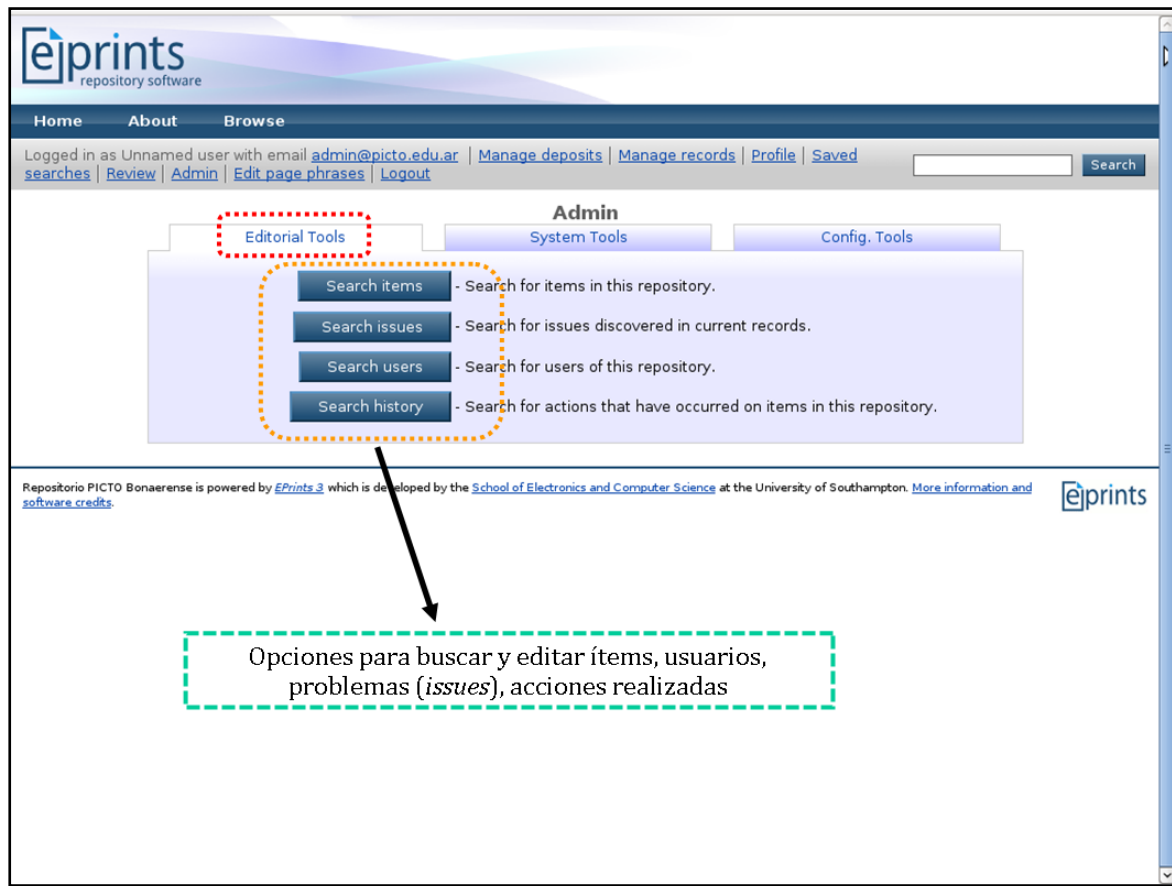 eprints
repository software
Home About Browse
Logged in as Unnamed user with email admin@picto.edu.ar | Manage deposits | Manage records | Profile | Saved
searches | Review | Admin | Edit page phrases | Logout
Search
Admin
Editorial Tools System Tools Config. Tools
Search items - Search for items in this repository.
Search issues - Search for issues discovered in current records.
Search users - Search for users of this repository.
Search history - Search for actions that have occurred on items in this repository.
Repositorio PICTO Bonaerense is powered by EPrints 3 which is developed by the School of Electronics and Computer Science at the University of Southampton. More information and
software credits.
eprints
Opciones para buscar y editar ítems, usuarios,
problemas (issues), acciones realizadas